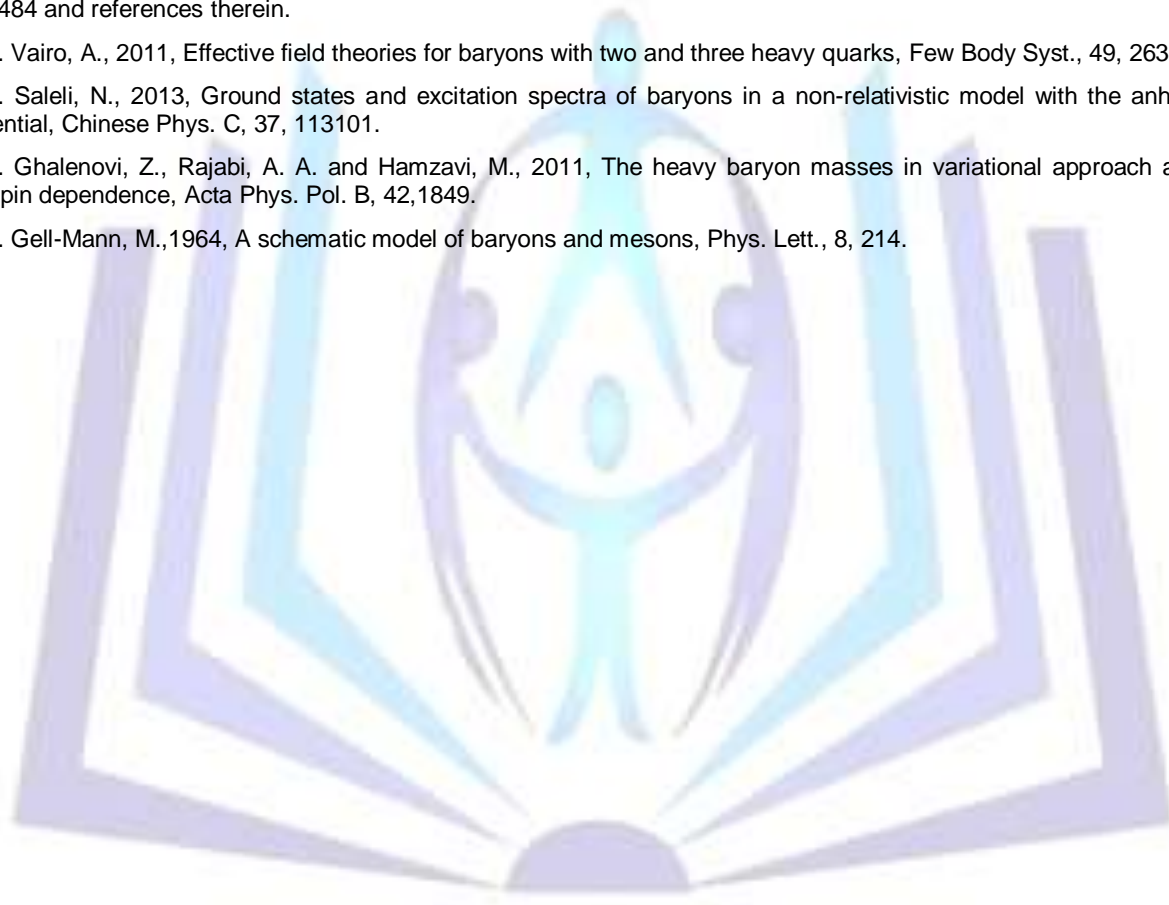 484 and references therein.
. Vairo, A., 2011, Effective field theories for baryons with two and three heavy quarks, Few Body Syst., 49, 263
. Saleli, N., 2013, Ground states and excitation spectra of baryons in a non-relativistic model with the anh
ential, Chinese Phys. C, 37, 113101.
. Ghalenovi, Z., Rajabi, A. A. and Hamzavi, M., 2011, The heavy baryon masses in variational approach a
pin dependence, Acta Phys. Pol. B, 42,1849.
. Gell-Mann, M.,1964, A schematic model of baryons and mesons, Phys. Lett., 8, 214.